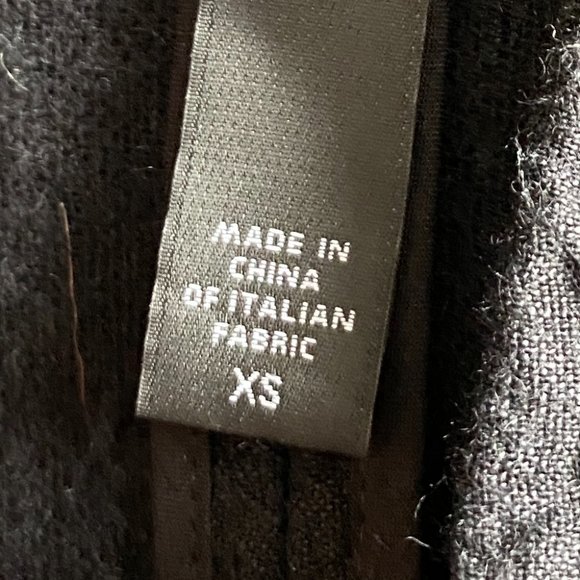 MADE IN
CHINA
OF ITALIAN
FABRIC
XS